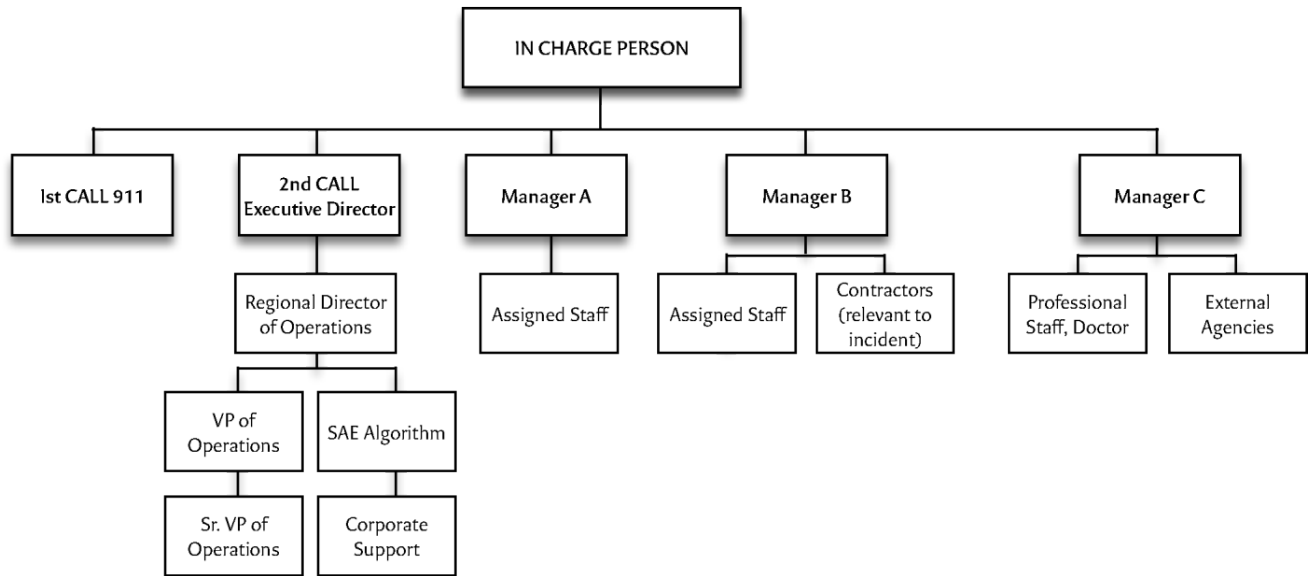 IN CHARGE PERSON
1st CALL 911
2nd CALL
Executive Director
Manager A
Manager B
Manager C
Regional Director
of Operations
Assigned Staff
Assigned Staff
Contractors
(relevant to
incident)
Professional
Staff, Doctor
External
Agencies
VP of
Operations
SAE Algorithm
Sr. VP of
Operations
Corporate
Support